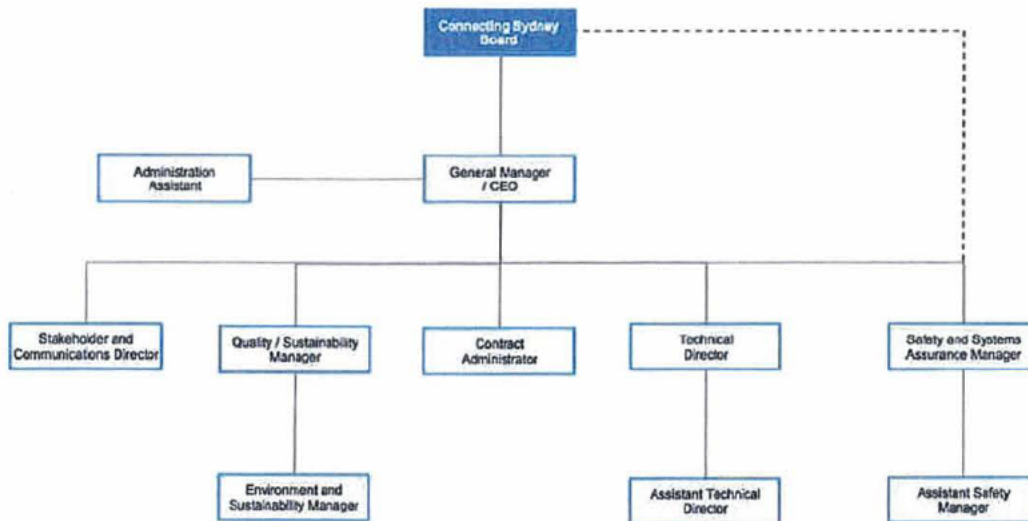 Connecting Sydney
Board
Administration
Assistant
General Manager
/ CEO
Stakeholder and
Communications Director
Quality / Sustainability
Manager
Contract
Administrator
Technical
Director
Safety and Systems
Assurance Manager
Environment and
Sustainability Manager
Assistant Technical
Director
Assistant Safety
Manager